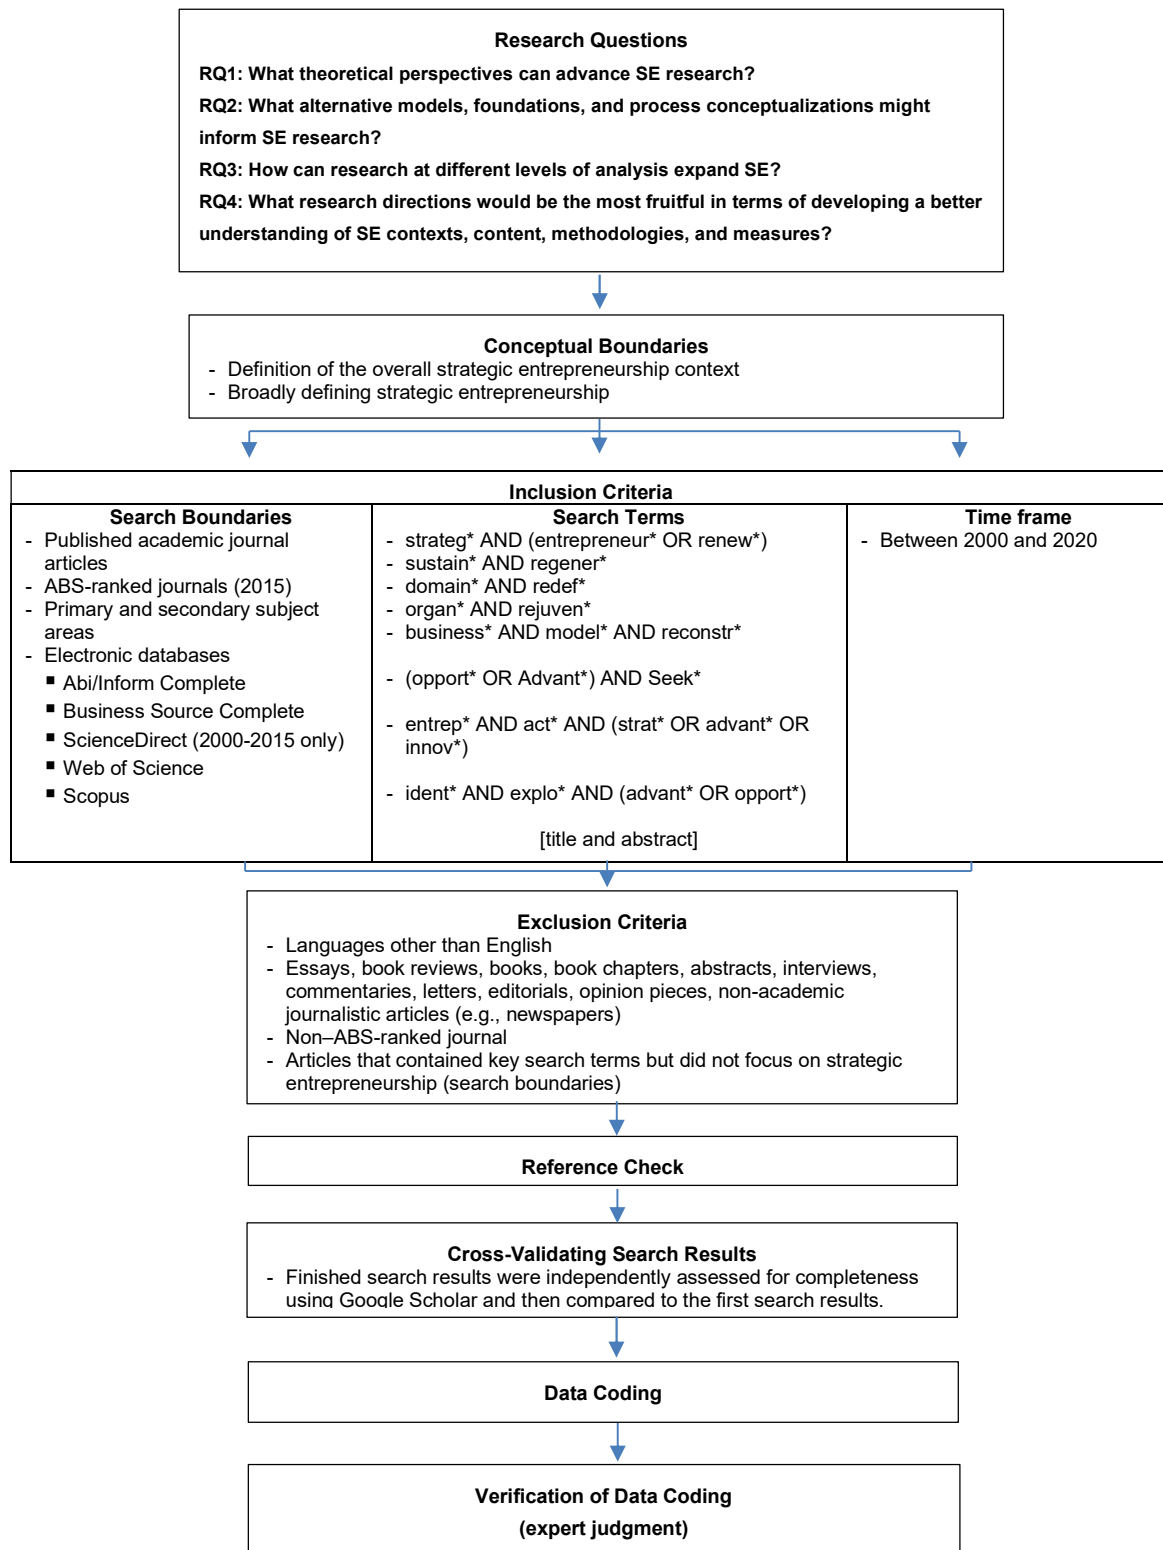 Research Questions
RQ1: What theoretical perspectives can advance SE research?
RQ2: What alternative models, foundations, and process conceptualizations might
inform SE research?
RQ3: How can research at different levels of analysis expand SE?
RQ4: What research directions would be the most fruitful in terms of developing a better
understanding of SE contexts, content, methodologies, and measures?
Conceptual Boundaries
- Definition of the overall strategic entrepreneurship context
- Broadly defining strategic entrepreneurship
Inclusion Criteria
Search Boundaries
- Published academic journal
articles
- ABS-ranked journals (2015)
- Primary and secondary subject
areas
- Electronic databases
▪ Abi/Inform Complete
▪ Business Source Complete
▪ ScienceDirect (2000-2015 only)
▪ Web of Science
▪ Scopus
Search Terms
- strateg* AND (entrepreneur* OR renew*)
- sustain* AND regener*
- domain* AND redef*
- organ* AND rejuven*
- business* AND model* AND reconstr*
- (opport* OR Advant*) AND Seek*
- entrep* AND act* AND (strat* OR advant* OR
innov*)
- ident* AND explo* AND (advant* OR opport*)
[title and abstract]
Time frame
- Between 2000 and 2020
Exclusion Criteria
- Languages other than English
- Essays, book reviews, books, book chapters, abstracts, interviews,
commentaries, letters, editorials, opinion pieces, non-academic
journalistic articles (e.g., newspapers)
- Non–ABS-ranked journal
- Articles that contained key search terms but did not focus on strategic
entrepreneurship (search boundaries)
Reference Check
Cross-Validating Search Results
- Finished search results were independently assessed for completeness
using Google Scholar and then compared to the first search results.
Data Coding
Verification of Data Coding
(expert judgment)